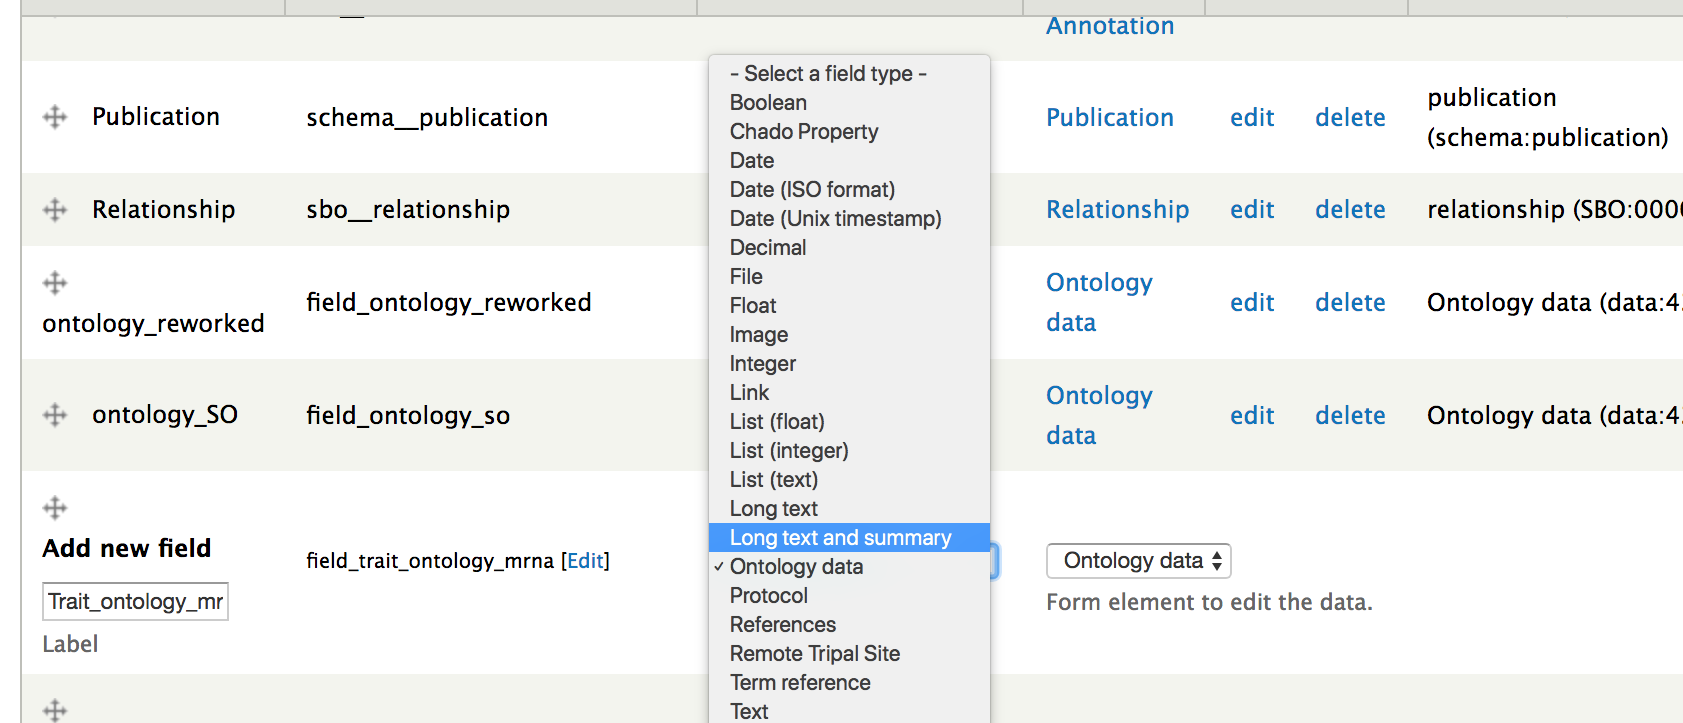 Annotation
Publication
schema__publication
Publication
edit
delete
publication
(schema:publication)
Relationship
sbo__relationship
Relationship
edit
delete
relationship (SBO:000
ontology_reworked
field_ontology_reworked
Ontology
data
edit
delete
Ontology data (data:4
ontology_SO
field_ontology_so
Ontology
data
edit
delete
Ontology data (data:4
Add new field
Trait_ontology_mr
Label
field_trait_ontology_mrna [Edit]
- Select a field type -
Boolean
Chado Property
Date
Date (ISO format)
Date (Unix timestamp)
Decimal
File
Float
Image
Integer
Link
List (float)
List (integer)
List (text)
Long text
Long text and summary
✓ Ontology data
Protocol
References
Remote Tripal Site
Term reference
Text
Ontology data
Form element to edit the data.